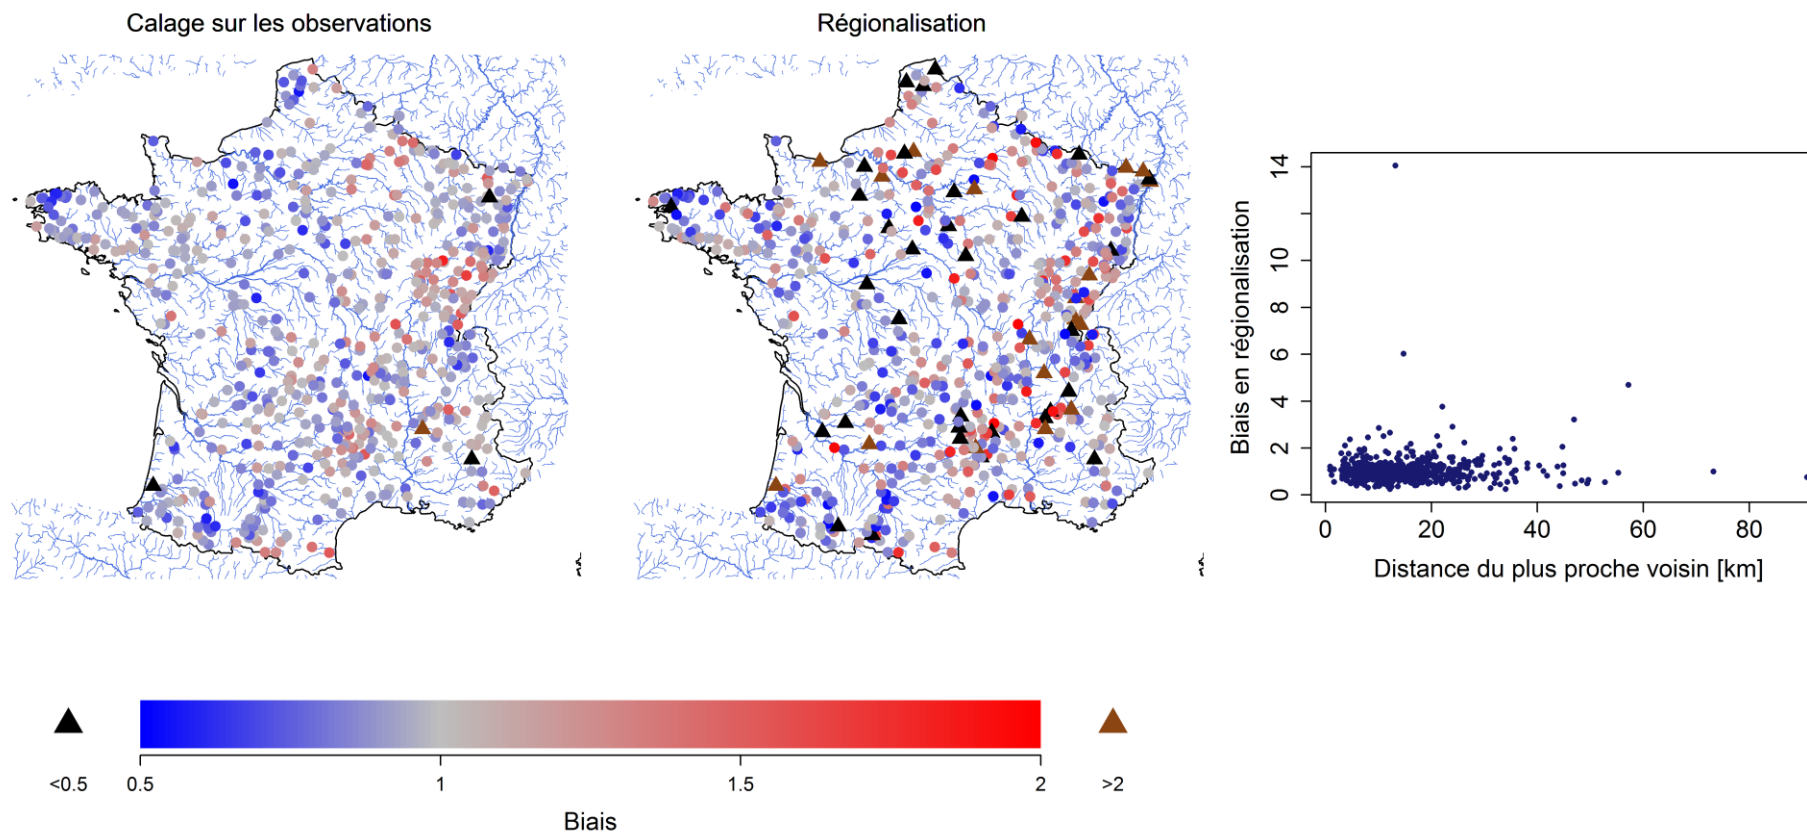 Calage sur les observations
Régionalisation
Biais en régionalisation
14
10
8
6
4
2
0
0 20 40 60 80
Distance du plus proche voisin [km]
<0.5 0.5 1 1.5 2 >2
Biais